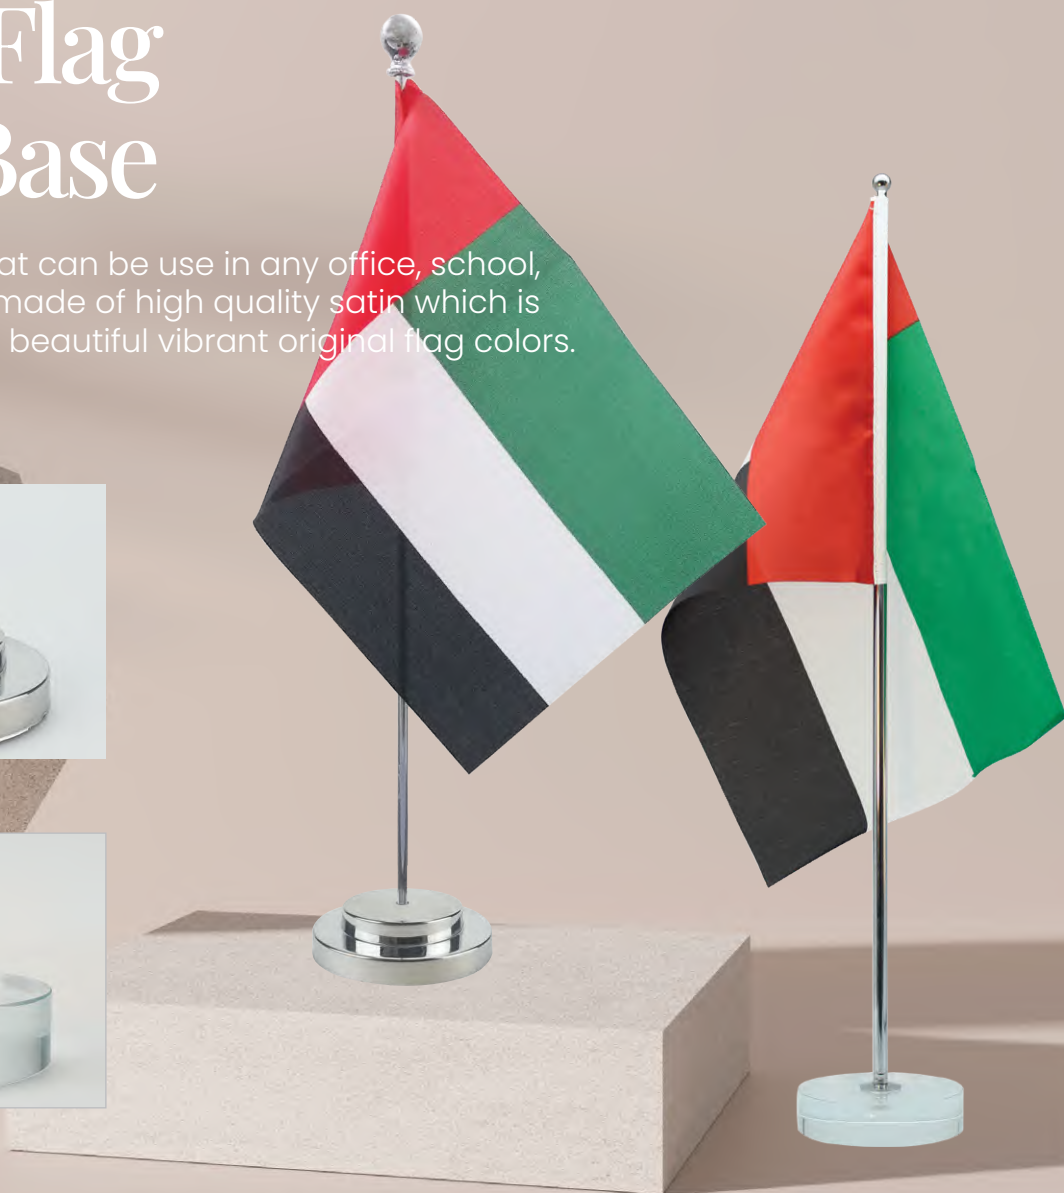 Flag
Base
at can be use in any office, school,
made of high quality satin which is
beautiful vibrant original flag colors.